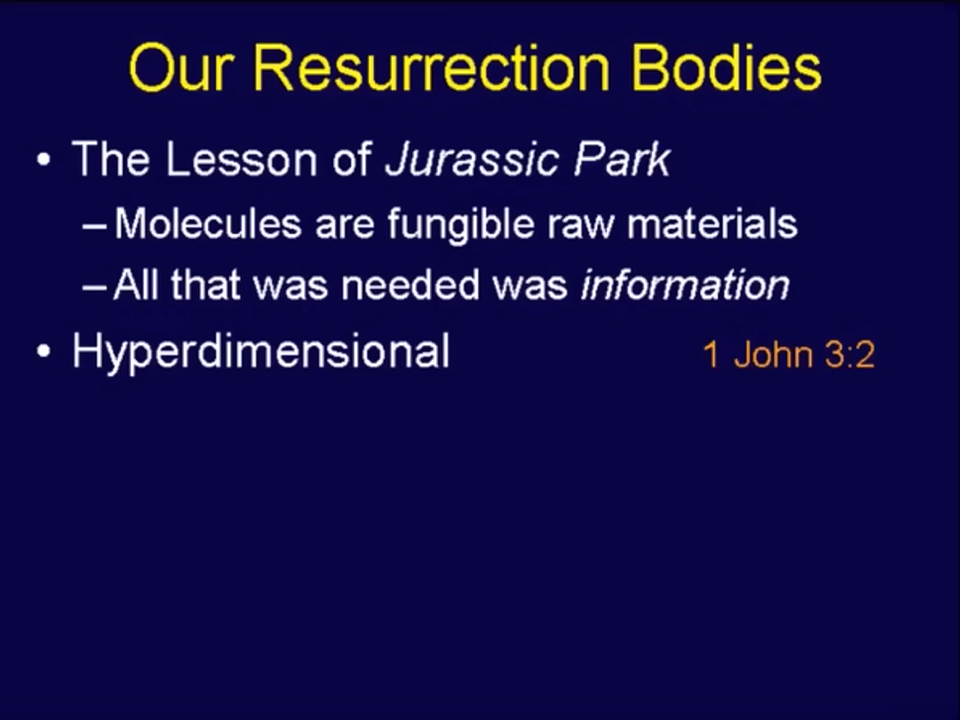 Our Resurrection Bodies
• The Lesson of Jurassic Park
– Molecules are fungible raw materials
– All that was needed was information
• Hyperdimensional 1 John 3:2